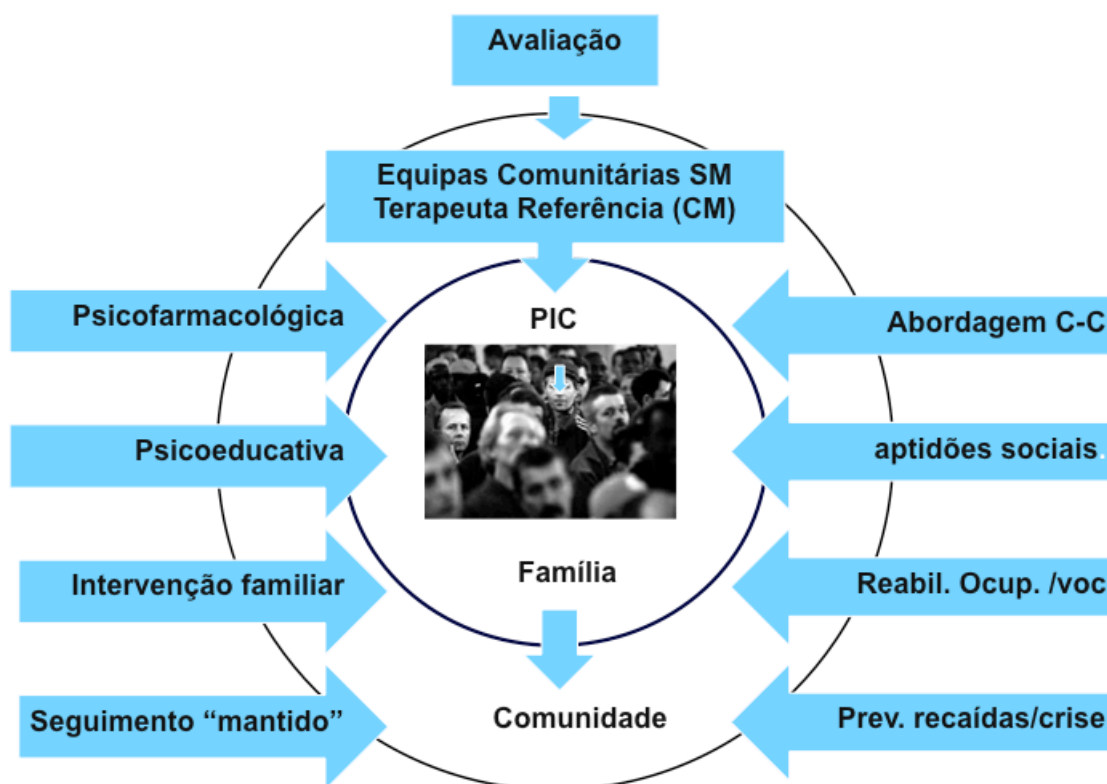 Avaliação
Equipas Comunitárias SM
Terapeuta Referência (CM)
PIC
Psicofarmacológica
Abordagem C-C
Psicoeducativa
aptidões sociais.
Intervenção familiar
Família
Reabil. Ocup. /voc
Seguimento “mantido”
Comunidade
Prev. recaídas/crise